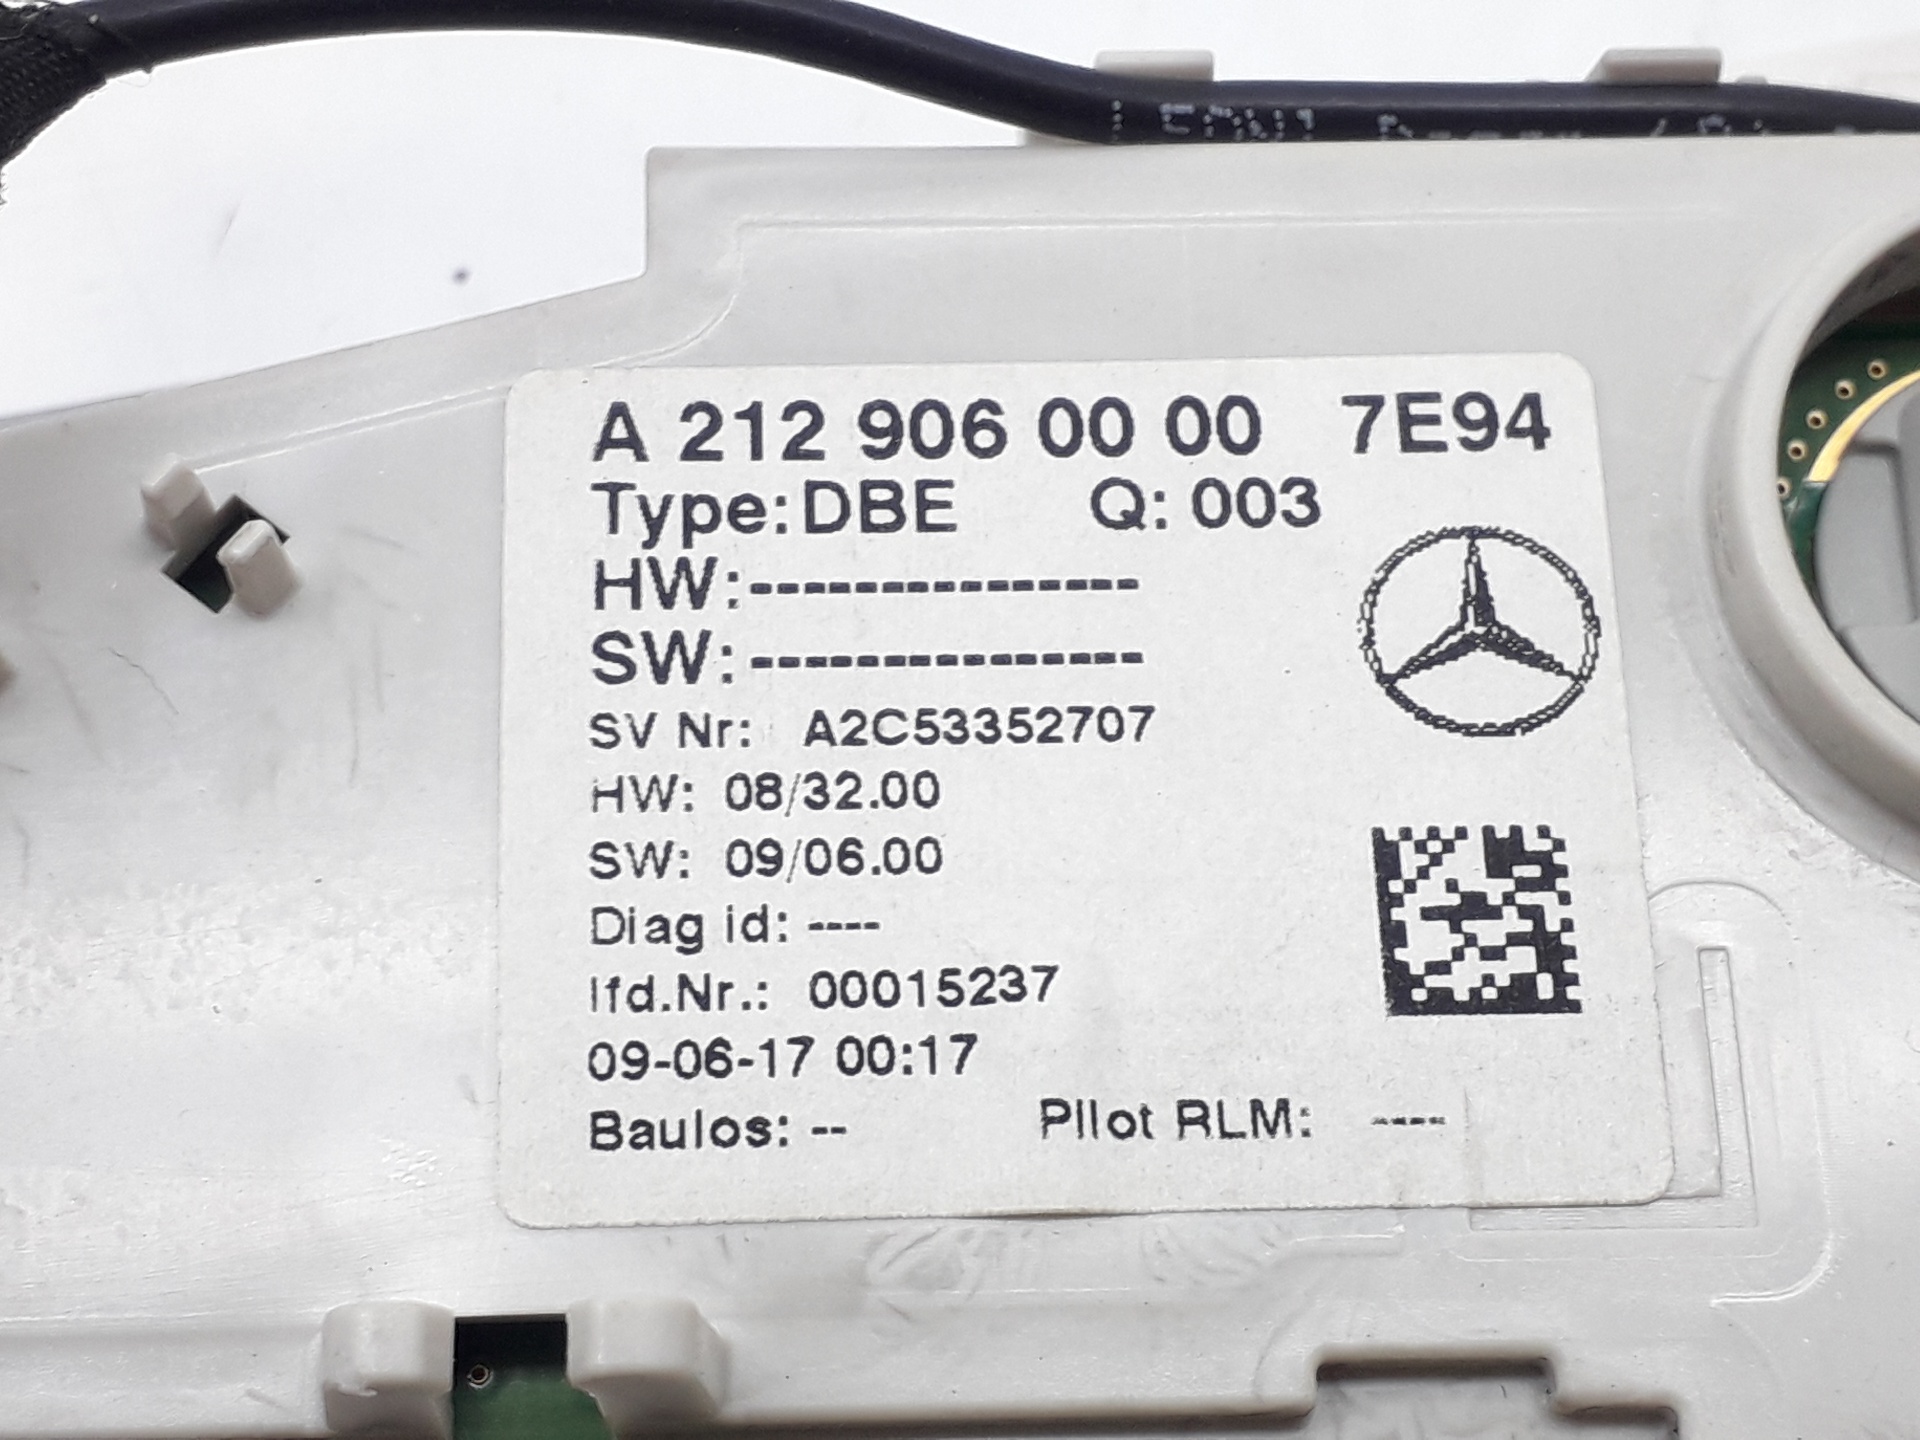 LEONI
A 212 906 00 00 7E94
Type: DBE Q: 003
HW: ---------------
SW: ---------------
SV Nr: A2C53352707
HW: 08/32.00
SW: 09/06.00
Diag id: ----
lfd.Nr.: 00015237
09-06-17 00:17
Baulos: -- Pilot RLM: ----